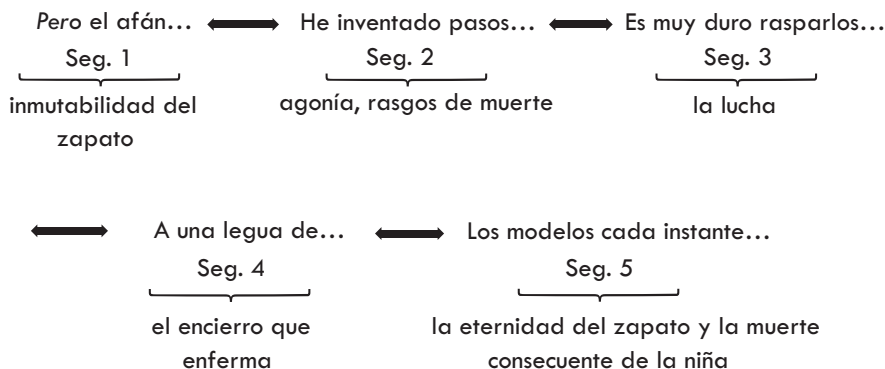 Pero el afán… He inventado pasos… Es muy duro rasparlos…
Seg. 1 Seg. 2 Seg. 3
inmutabilidad del agonía, rasgos de muerte la lucha
zapato
A una legua de… Los modelos cada instante…
Seg. 4 Seg. 5
el encierro que la eternidad del zapato y la muerte
enferma consecuente de la niña